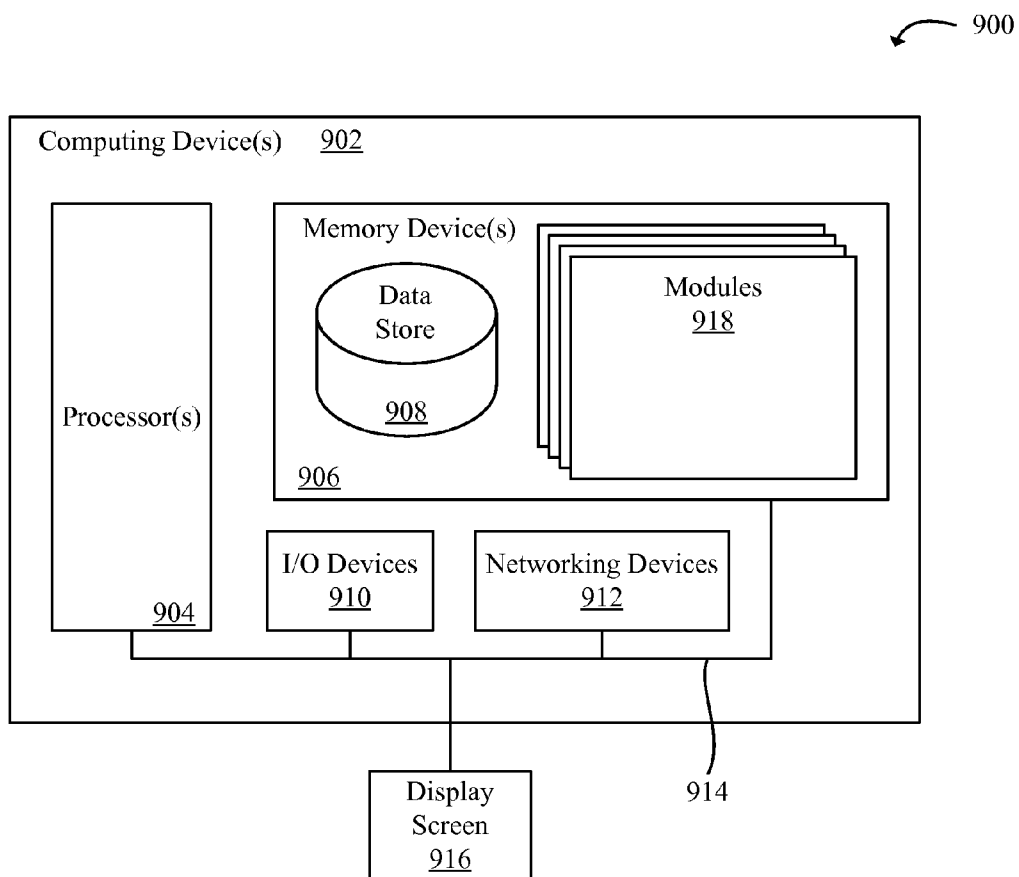 900
Computing Device(s) 902
Memory Device(s)
Data
Store
908
Modules
918
Processor(s)
906
904
I/O Devices
910
Networking Devices
912
914
Display
Screen
916